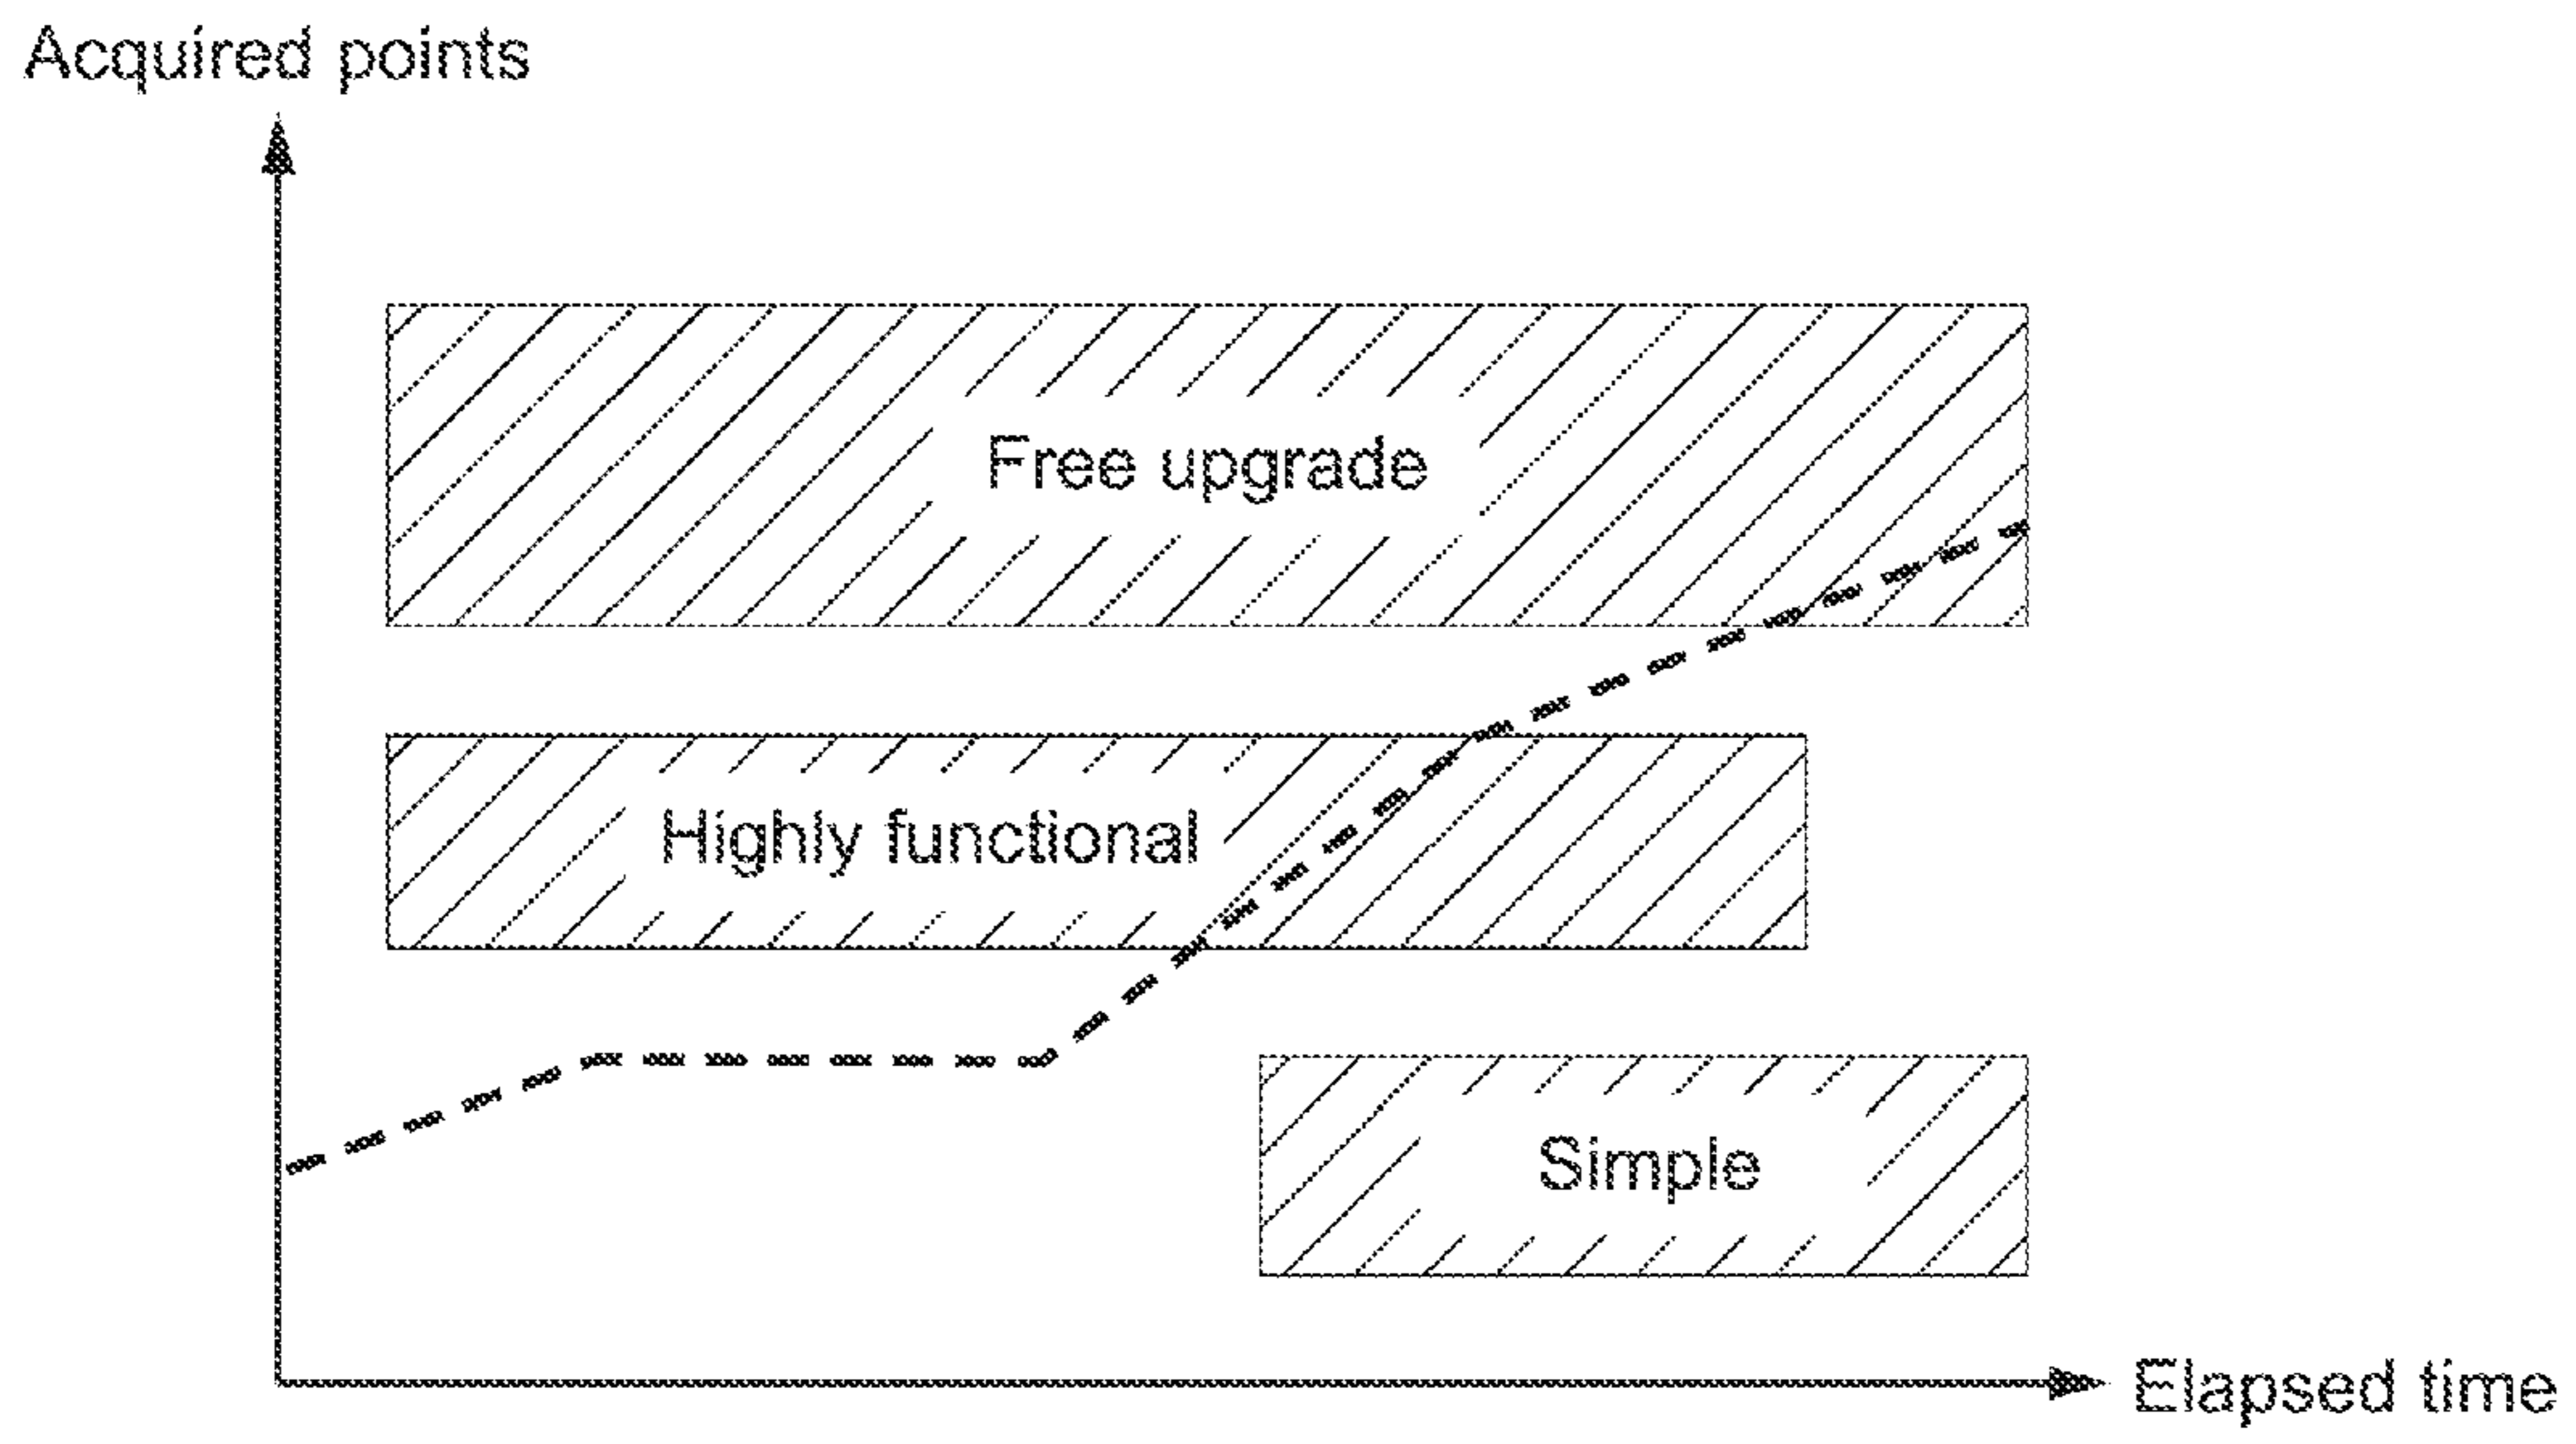 Acquired points
Free upgrade
Highly functional
Simple
Elapsed time